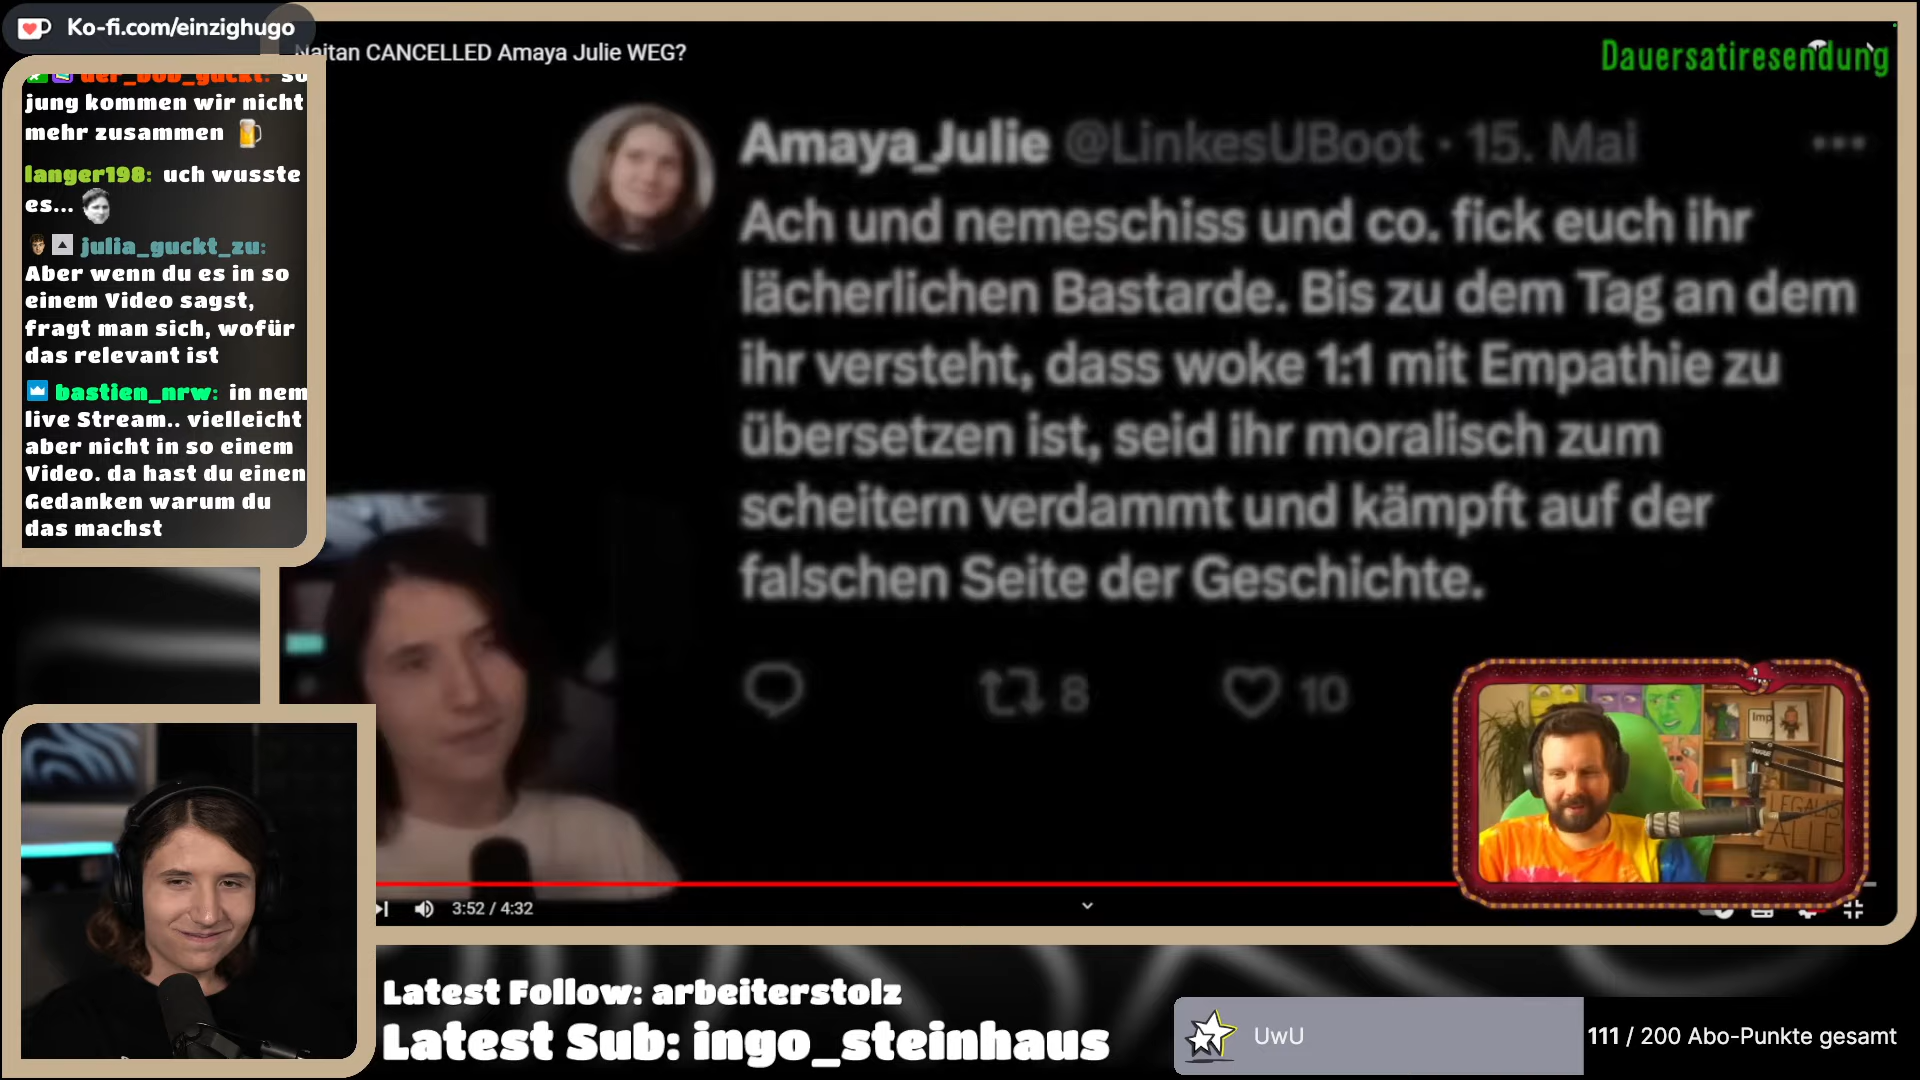 Ko-fi.com/einzighugo
Naitan CANCELLED Amaya Julie WEG?
Dauersatiresendung
der_bob_guckt: so
jung kommen wir nicht
mehr zusammen
langer198: uch wusste
es...
julia_guckt_zu:
Aber wenn du es in so
einem Video sagst,
fragt man sich, wofür
das relevant ist
bastien_nrw: in nem
live Stream.. vielleicht
aber nicht in so einem
Video. da hast du einen
Gedanken warum du
das machst
Amaya_Julie @LinkesUBoot · 15. Mai
Ach und nemeschiss und co. fick euch ihr
lächerlichen Bastarde. Bis zu dem Tag an dem
ihr versteht, dass woke 1:1 mit Empathie zu
übersetzen ist, seid ihr moralisch zum
scheitern verdammt und kämpft auf der
falschen Seite der Geschichte.
8 10
Imp
LEGALIS
ALLE
3:52 / 4:32
Latest Follow: arbeiterstolz
Latest Sub: ingo_steinhaus
UwU
111 / 200 Abo-Punkte gesamt